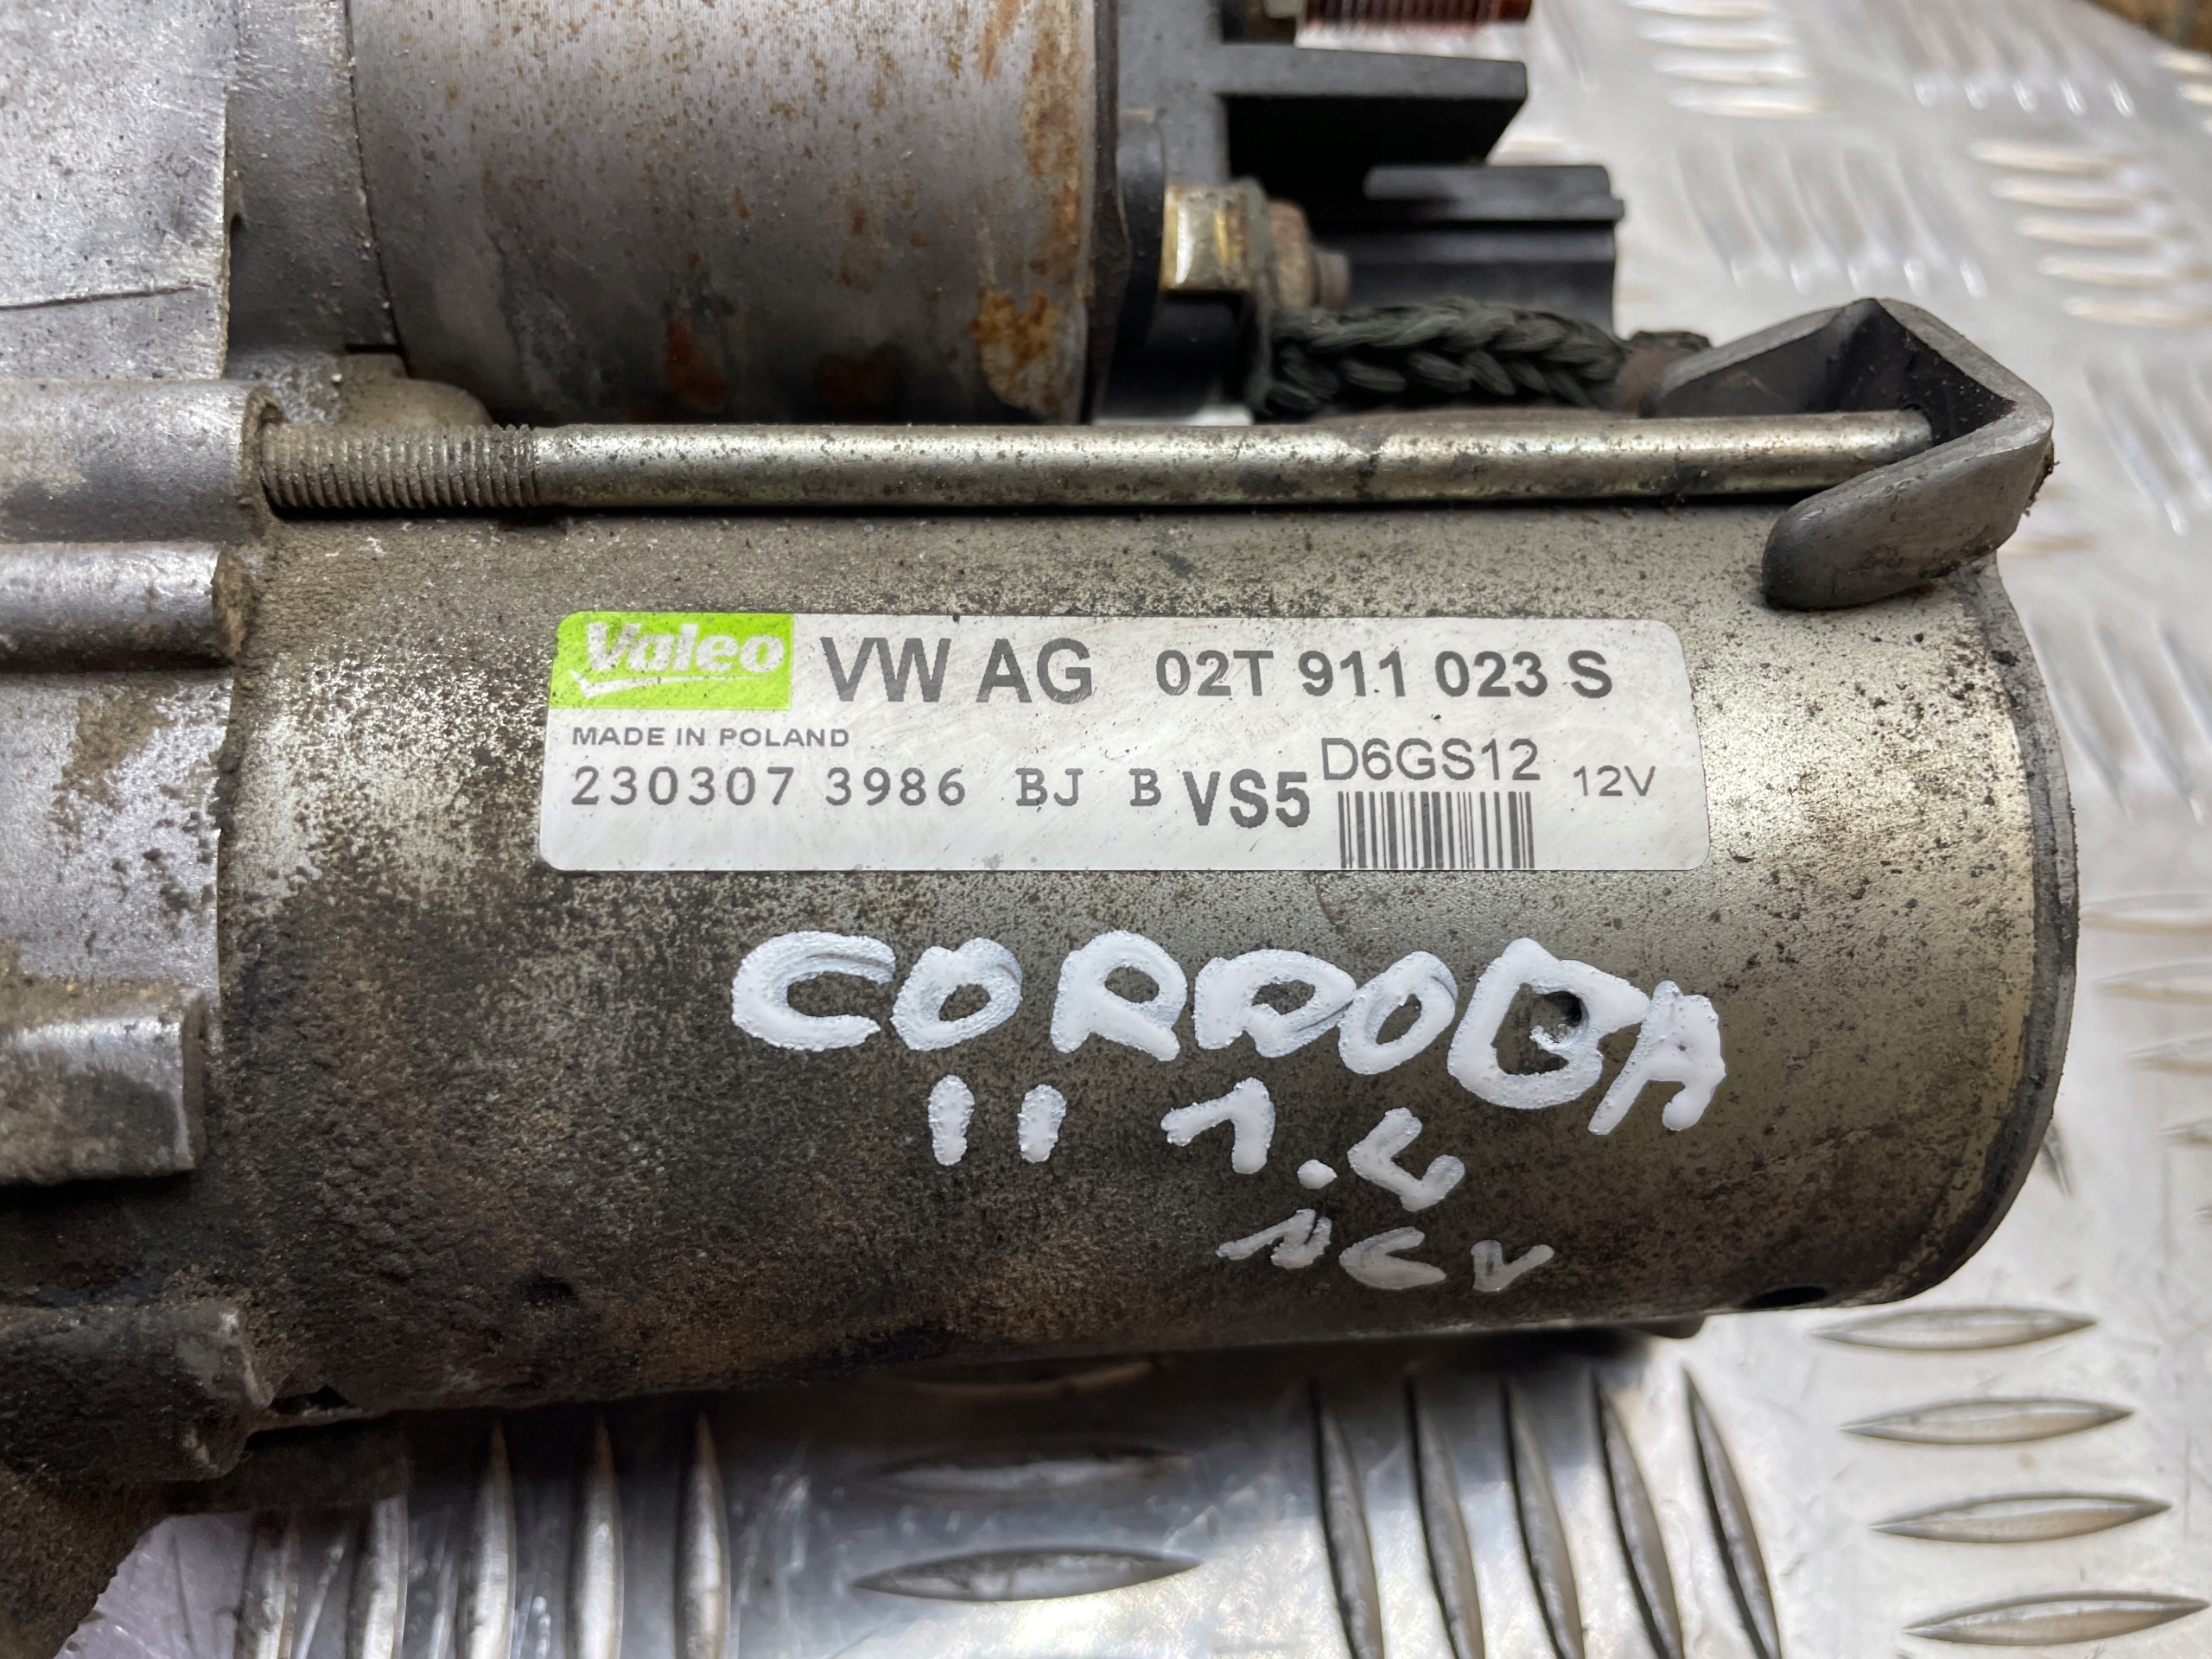 Valeo VW AG 02T 911 023 S
MADE IN POLAND D6GS12
230307 3986 BJ B VS5 12V
CORDOBA
II 1.4
16V